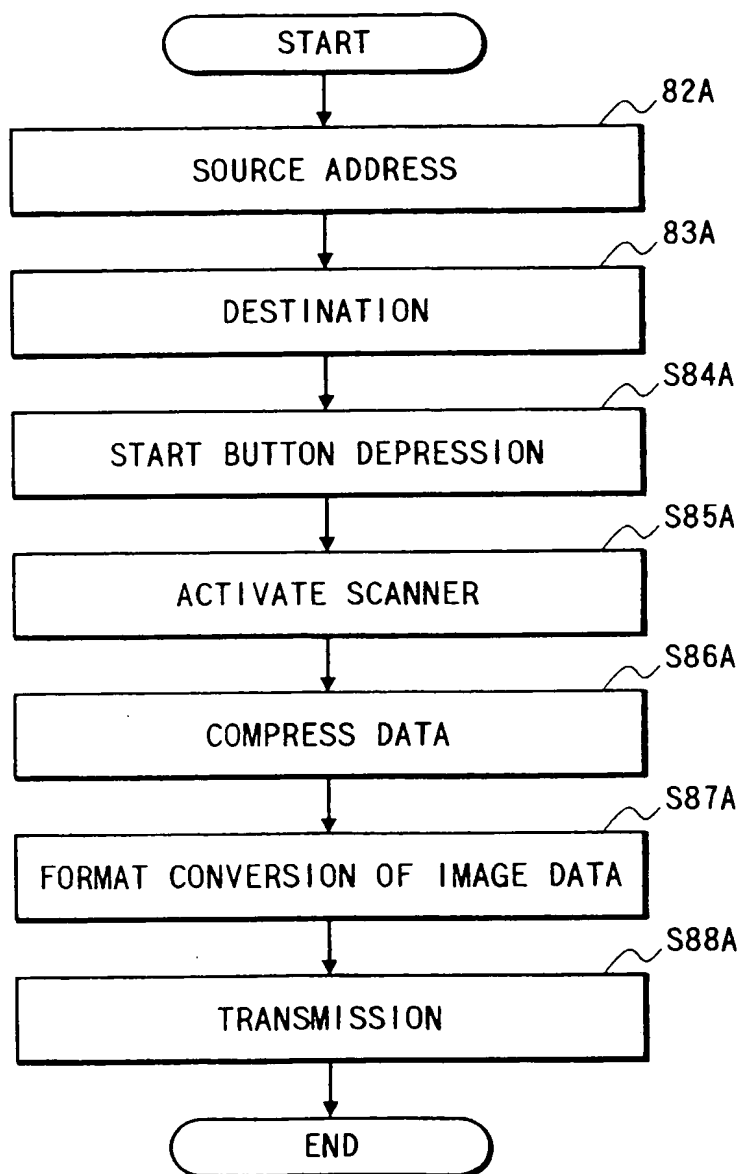 START
82A
SOURCE ADDRESS
83A
DESTINATION
S84A
START BUTTON DEPRESSION
S85A
ACTIVATE SCANNER
S86A
COMPRESS DATA
S87A
FORMAT CONVERSION OF IMAGE DATA
S88A
TRANSMISSION
END